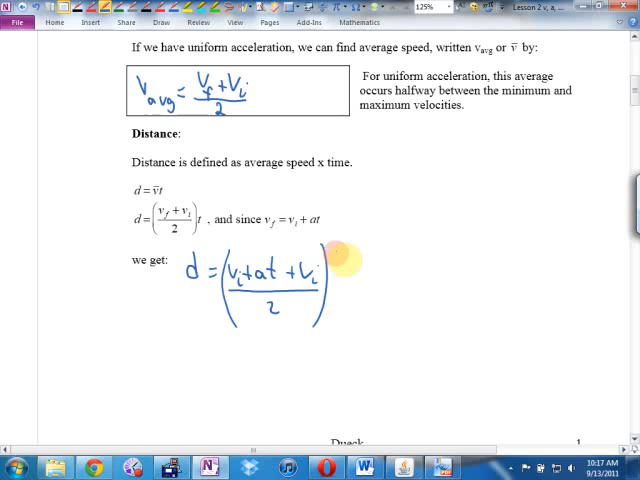 125%
Lesson 2 v, a,
File Home Insert Share Draw Review View Add-Ins Mathematics
If we have uniform acceleration, we can find average speed, written v_avg or v̄ by:
v_avg = (v_f + v_i)/2
For uniform acceleration, this average
occurs halfway between the minimum and
maximum velocities.
Distance:
Distance is defined as average speed x time.
d = v̄t
d = ((v_f + v_i)/2)t , and since v_f = v_i + at
we get: d = ((v_i + at + v_i)/2)
Dueck 1
10:17 AM
9/13/2011